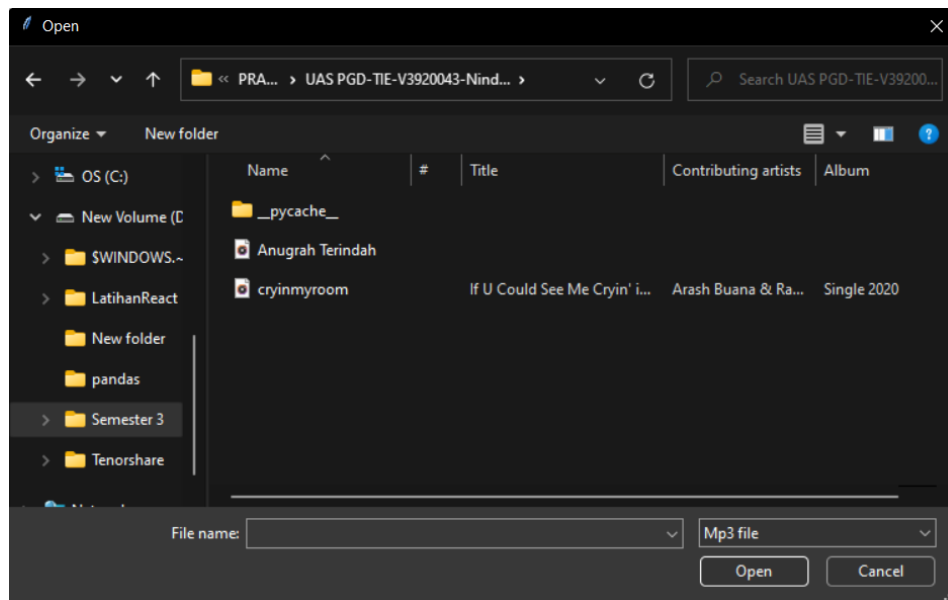 Open
« PRA... › UAS PGD-TIE-V3920043-Nind... ›
Search UAS PGD-TIE-V39200...
Organize
New folder
Name # Title Contributing artists Album
OS (C:)
New Volume (D
$WINDOWS.~
LatihanReact
New folder
pandas
Semester 3
Tenorshare
__pycache__
Anugrah Terindah
cryinmyroom If U Could See Me Cryin' i... Arash Buana & Ra... Single 2020
File name:
Mp3 file
Open
Cancel